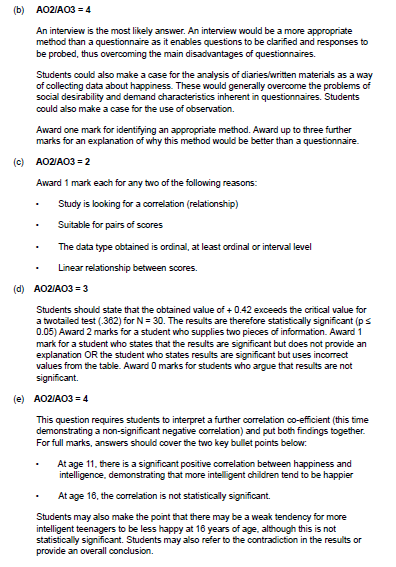 (b) AO2/AO3 = 4
An interview is the most likely answer. An interview would be a more appropriate
method than a questionnaire as it enables questions to be clarified and responses to
be probed, thus overcoming the main disadvantages of questionnaires.
Students could also make a case for the analysis of diaries/written materials as a way
of collecting data about happiness. These would generally overcome the problems of
social desirability and demand characteristics inherent in questionnaires. Students
could also make a case for the use of observation.
Award one mark for identifying an appropriate method. Award up to three further
marks for an explanation of why this method would be better than a questionnaire.
(c) AO2/AO3 = 2
Award 1 mark each for any two of the following reasons:
• Study is looking for a correlation (relationship)
• Suitable for pairs of scores
• The data type obtained is ordinal, at least ordinal or interval level
• Linear relationship between scores.
(d) AO2/AO3 = 3
Students should state that the obtained value of + 0.42 exceeds the critical value for
a twotailed test (.362) for N = 30. The results are therefore statistically significant (p ≤
0.05) Award 2 marks for a student who supplies two pieces of information. Award 1
mark for a student who states that the results are significant but does not provide an
explanation OR the student who states results are significant but uses incorrect
values from the table. Award 0 marks for students who argue that results are not
significant.
(e) AO2/AO3 = 4
This question requires students to interpret a further correlation co-efficient (this time
demonstrating a non-significant negative correlation) and put both findings together.
For full marks, answers should cover the two key bullet points below:
• At age 11, there is a significant positive correlation between happiness and
intelligence, demonstrating that more intelligent children tend to be happier
• At age 16, the correlation is not statistically significant.
Students may also make the point that there may be a weak tendency for more
intelligent teenagers to be less happy at 16 years of age, although this is not
statistically significant. Students may also refer to the contradiction in the results or
provide an overall conclusion.